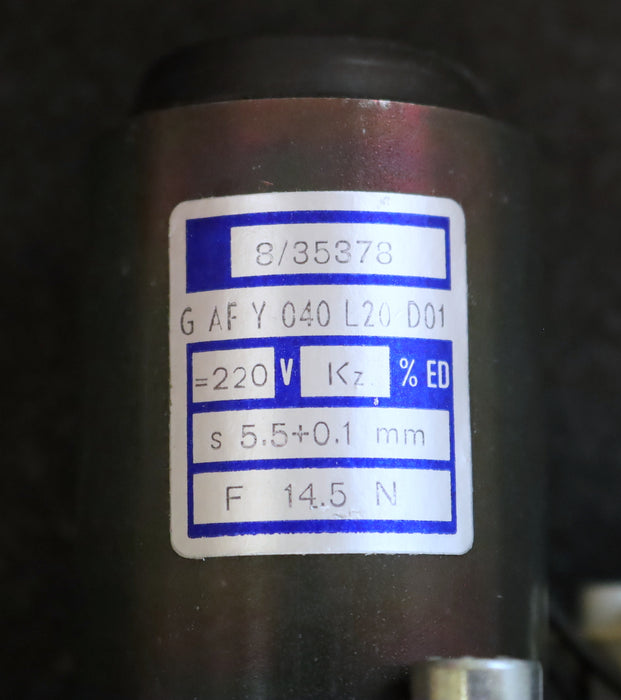 8/35378
G AF Y 040 L20 D01
=220 V Kz. % ED
s 5.5+0.1 mm
F 14.5 N